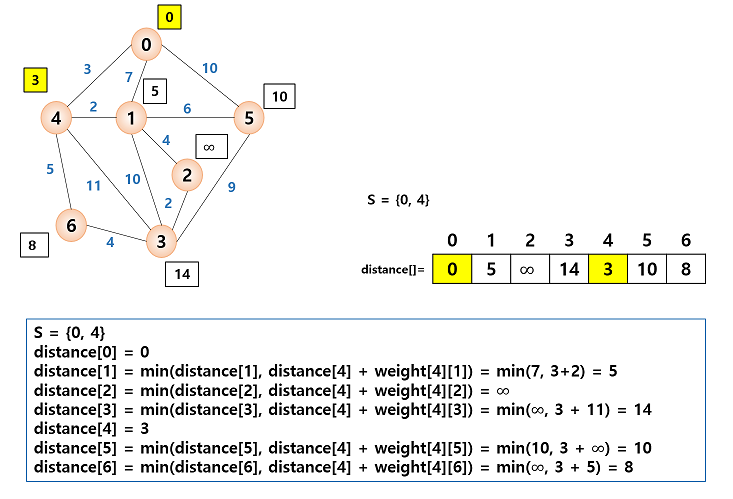 0
0
3
7
10
3
5
10
4
2
1
6
5
4
∞
5
11
10
2
2
9
6
4
3
8
14
S = {0, 4}
0 1 2 3 4 5 6
distance[]= 0 5 ∞ 14 3 10 8
S = {0, 4}
distance[0] = 0
distance[1] = min(distance[1], distance[4] + weight[4][1]) = min(7, 3+2) = 5
distance[2] = min(distance[2], distance[4] + weight[4][2]) = ∞
distance[3] = min(distance[3], distance[4] + weight[4][3]) = min(∞, 3 + 11) = 14
distance[4] = 3
distance[5] = min(distance[5], distance[4] + weight[4][5]) = min(10, 3 + ∞) = 10
distance[6] = min(distance[6], distance[4] + weight[4][6]) = min(∞, 3 + 5) = 8